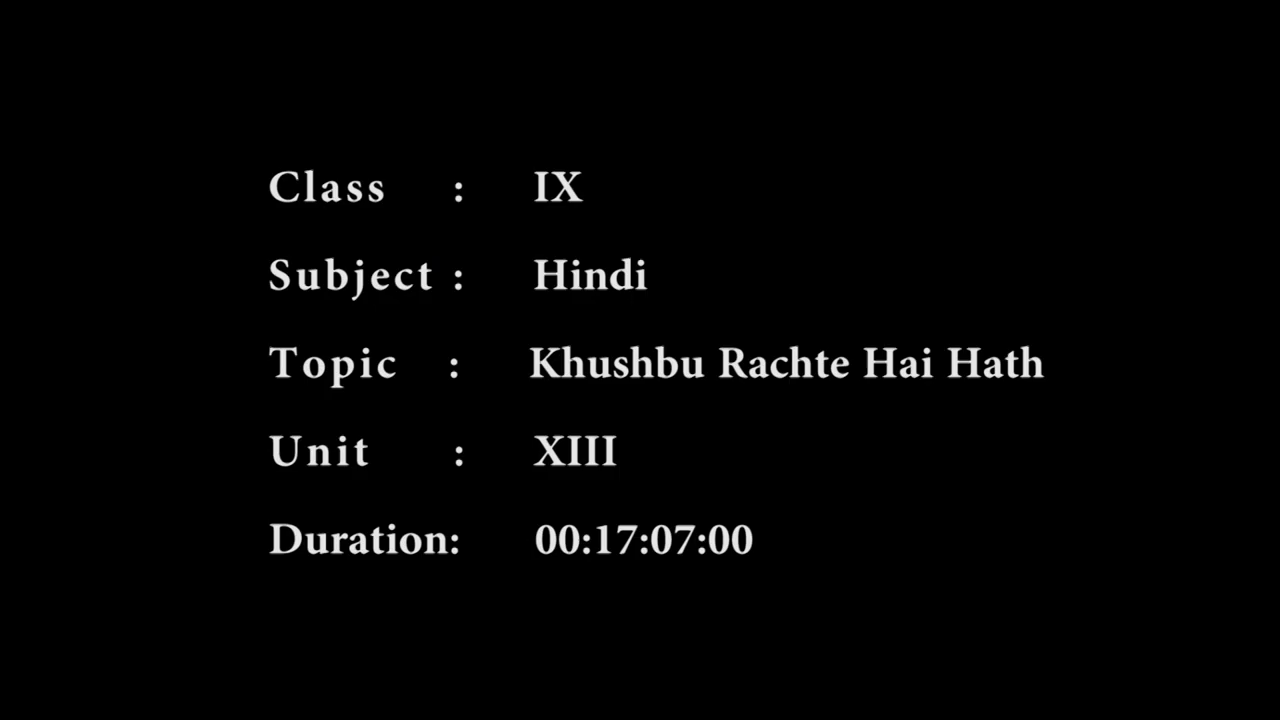 Class : IX
Subject : Hindi
Topic : Khushbu Rachte Hai Hath
Unit : XIII
Duration: 00:17:07:00